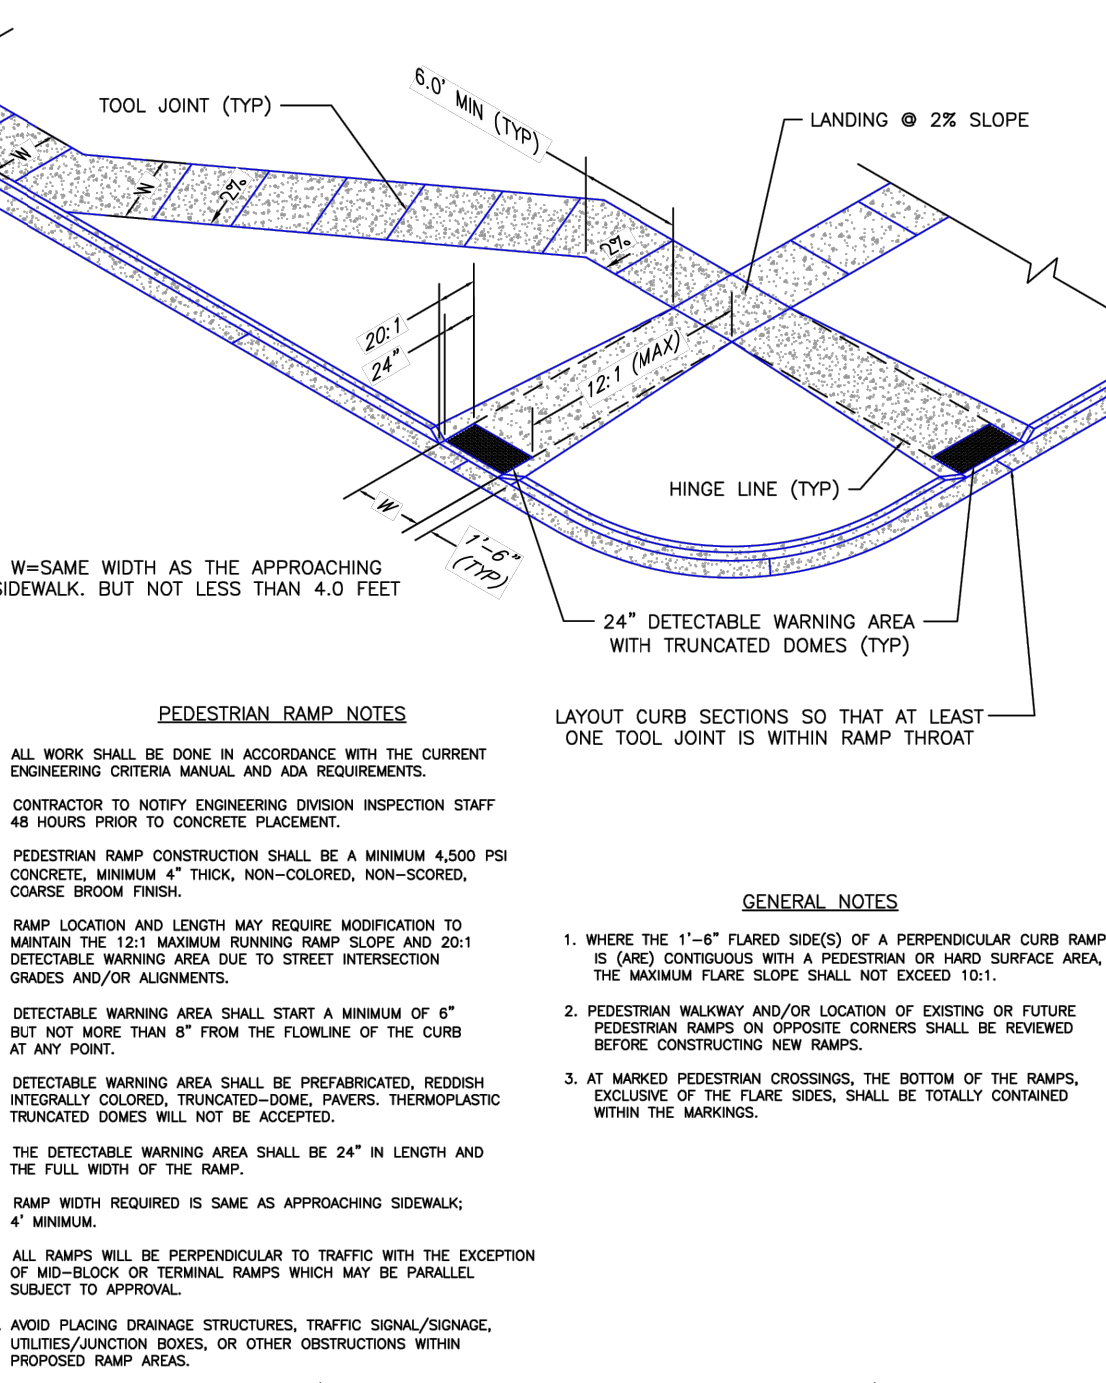 6.0' MIN (TYP)
TOOL JOINT (TYP)
LANDING @ 2% SLOPE
W
W
2%
2%
20:1
24"
12:1 (MAX)
HINGE LINE (TYP)
W
1'-6"
(TYP)
W=SAME WIDTH AS THE APPROACHING
SIDEWALK. BUT NOT LESS THAN 4.0 FEET
24" DETECTABLE WARNING AREA
WITH TRUNCATED DOMES (TYP)
LAYOUT CURB SECTIONS SO THAT AT LEAST
ONE TOOL JOINT IS WITHIN RAMP THROAT
PEDESTRIAN RAMP NOTES
ALL WORK SHALL BE DONE IN ACCORDANCE WITH THE CURRENT
ENGINEERING CRITERIA MANUAL AND ADA REQUIREMENTS.
CONTRACTOR TO NOTIFY ENGINEERING DIVISION INSPECTION STAFF
48 HOURS PRIOR TO CONCRETE PLACEMENT.
PEDESTRIAN RAMP CONSTRUCTION SHALL BE A MINIMUM 4,500 PSI
CONCRETE, MINIMUM 4" THICK, NON-COLORED, NON-SCORED,
COARSE BROOM FINISH.
RAMP LOCATION AND LENGTH MAY REQUIRE MODIFICATION TO
MAINTAIN THE 12:1 MAXIMUM RUNNING RAMP SLOPE AND 20:1
DETECTABLE WARNING AREA DUE TO STREET INTERSECTION
GRADES AND/OR ALIGNMENTS.
DETECTABLE WARNING AREA SHALL START A MINIMUM OF 6"
BUT NOT MORE THAN 8" FROM THE FLOWLINE OF THE CURB
AT ANY POINT.
DETECTABLE WARNING AREA SHALL BE PREFABRICATED, REDDISH
INTEGRALLY COLORED, TRUNCATED-DOME, PAVERS. THERMOPLASTIC
TRUNCATED DOMES WILL NOT BE ACCEPTED.
THE DETECTABLE WARNING AREA SHALL BE 24" IN LENGTH AND
THE FULL WIDTH OF THE RAMP.
RAMP WIDTH REQUIRED IS SAME AS APPROACHING SIDEWALK;
4' MINIMUM.
ALL RAMPS WILL BE PERPENDICULAR TO TRAFFIC WITH THE EXCEPTION
OF MID-BLOCK OR TERMINAL RAMPS WHICH MAY BE PARALLEL
SUBJECT TO APPROVAL.
. AVOID PLACING DRAINAGE STRUCTURES, TRAFFIC SIGNAL/SIGNAGE,
UTILITIES/JUNCTION BOXES, OR OTHER OBSTRUCTIONS WITHIN
PROPOSED RAMP AREAS.
GENERAL NOTES
1. WHERE THE 1'-6" FLARED SIDE(S) OF A PERPENDICULAR CURB RAMP
IS (ARE) CONTIGUOUS WITH A PEDESTRIAN OR HARD SURFACE AREA,
THE MAXIMUM FLARE SLOPE SHALL NOT EXCEED 10:1.
2. PEDESTRIAN WALKWAY AND/OR LOCATION OF EXISTING OR FUTURE
PEDESTRIAN RAMPS ON OPPOSITE CORNERS SHALL BE REVIEWED
BEFORE CONSTRUCTING NEW RAMPS.
3. AT MARKED PEDESTRIAN CROSSINGS, THE BOTTOM OF THE RAMPS,
EXCLUSIVE OF THE FLARE SIDES, SHALL BE TOTALLY CONTAINED
WITHIN THE MARKINGS.